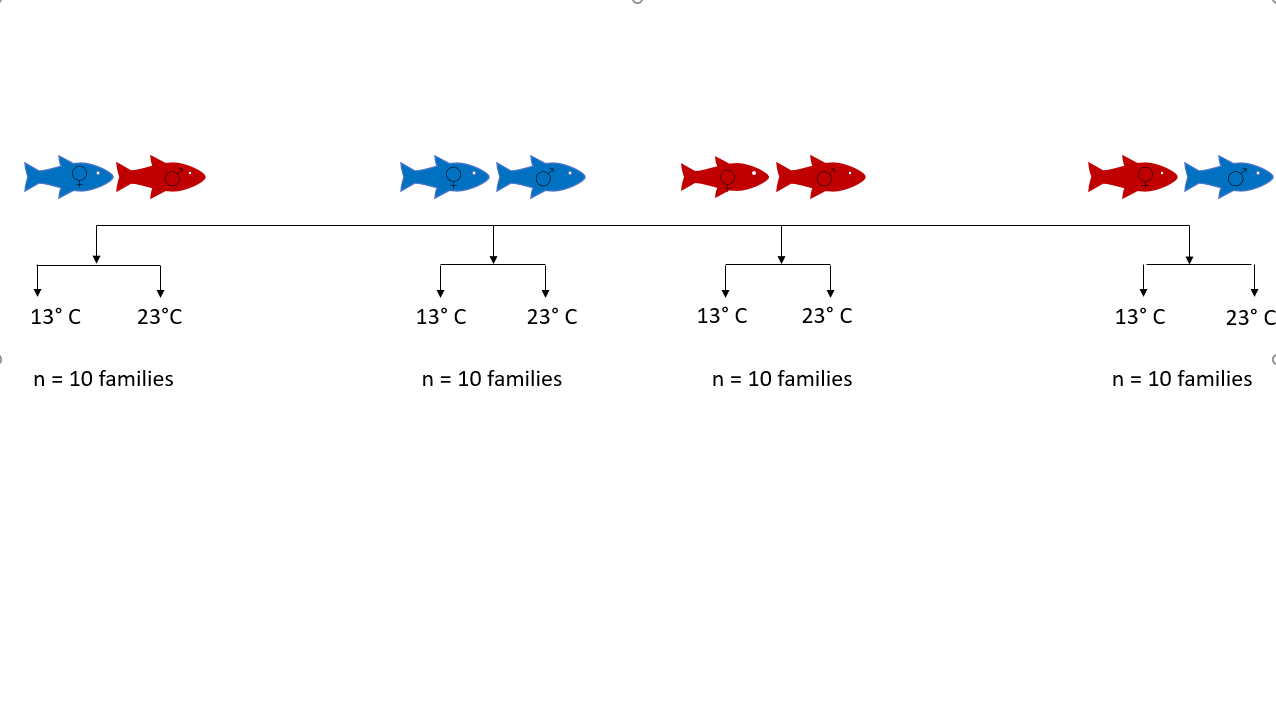 ♀ ♂ ♀ ♂ ♀ ♂ ♀ ♂
13° C 23°C 13° C 23° C 13° C 23° C 13° C 23° C
n = 10 families n = 10 families n = 10 families n = 10 families